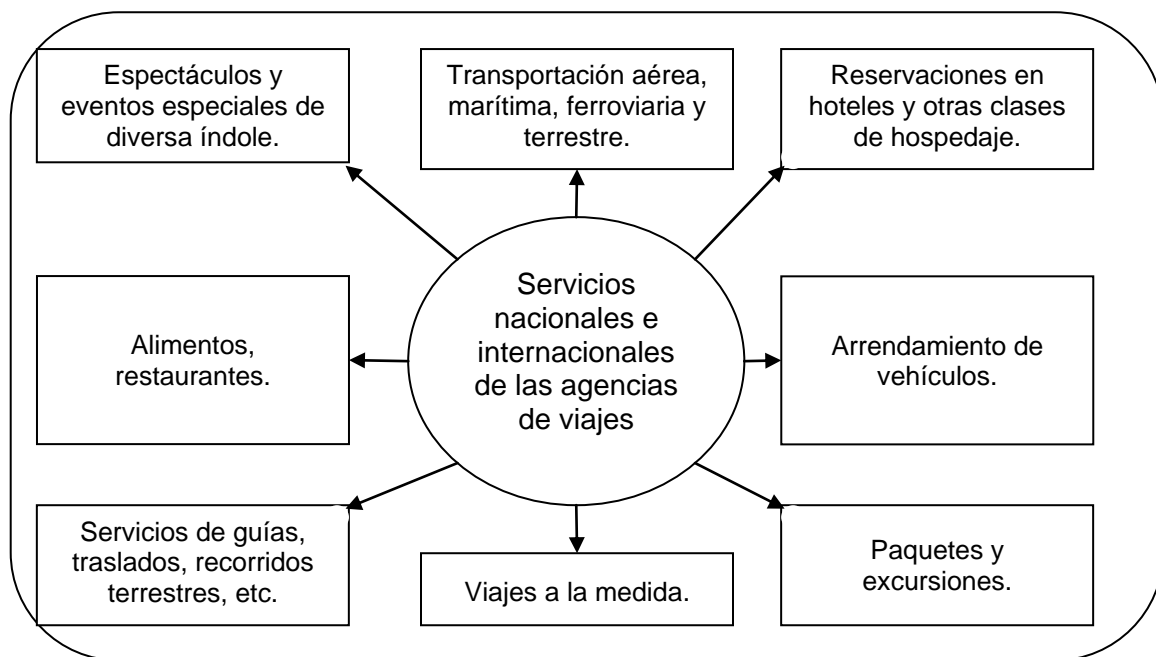 Espectáculos y
eventos especiales de
diversa índole.
Transportación aérea,
marítima, ferroviaria y
terrestre.
Reservaciones en
hoteles y otras clases
de hospedaje.
Alimentos,
restaurantes.
Servicios
nacionales e
internacionales
de las agencias
de viajes
Arrendamiento de
vehículos.
Servicios de guías,
traslados, recorridos
terrestres, etc.
Viajes a la medida.
Paquetes y
excursiones.